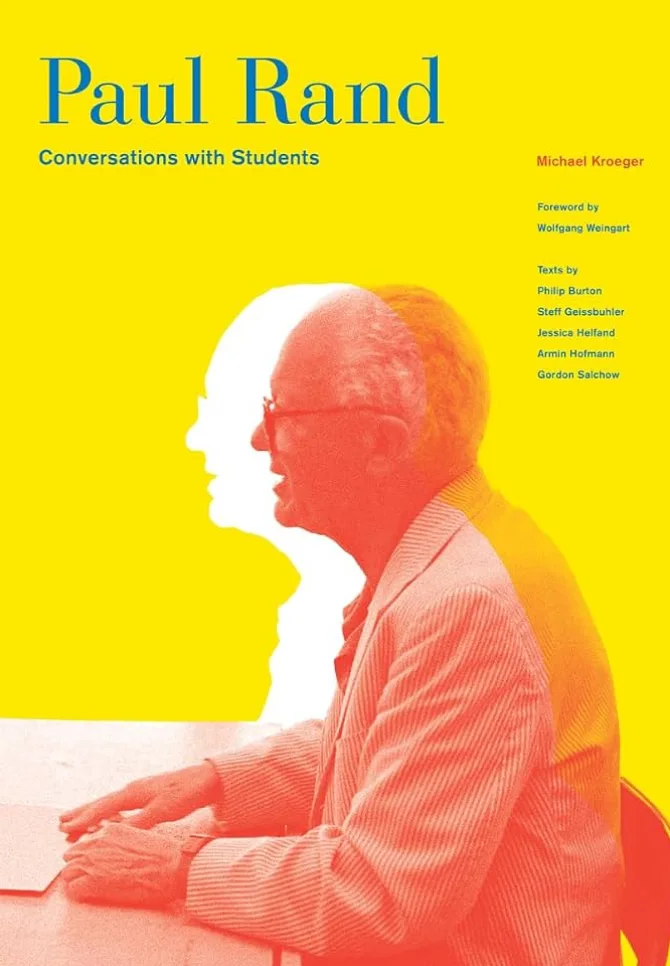 Paul Rand
Conversations with Students
Michael Kroeger
Foreword by
Wolfgang Weingart
Texts by
Philip Burton
Steff Geissbuhler
Jessica Helfand
Armin Hofmann
Gordon Salchow